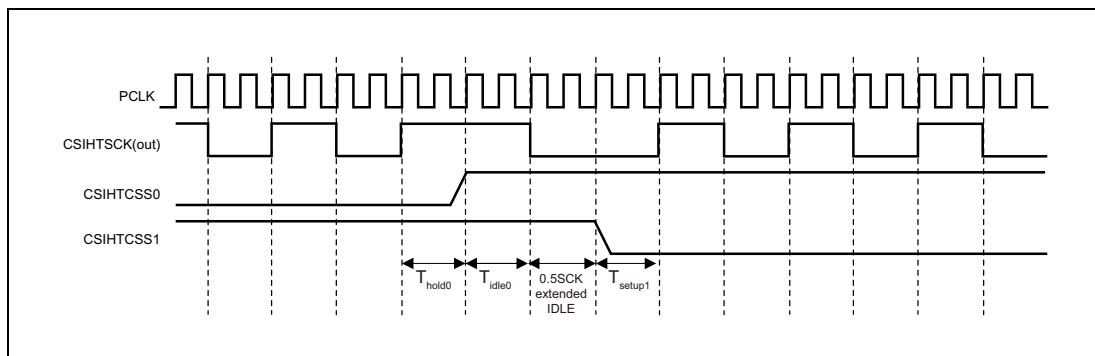 PCLK
CSIHTSCK(out)
CSIHTCSS0
CSIHTCSS1
Thold0
Tidle0
0.5SCK
extended
IDLE
Tsetup1